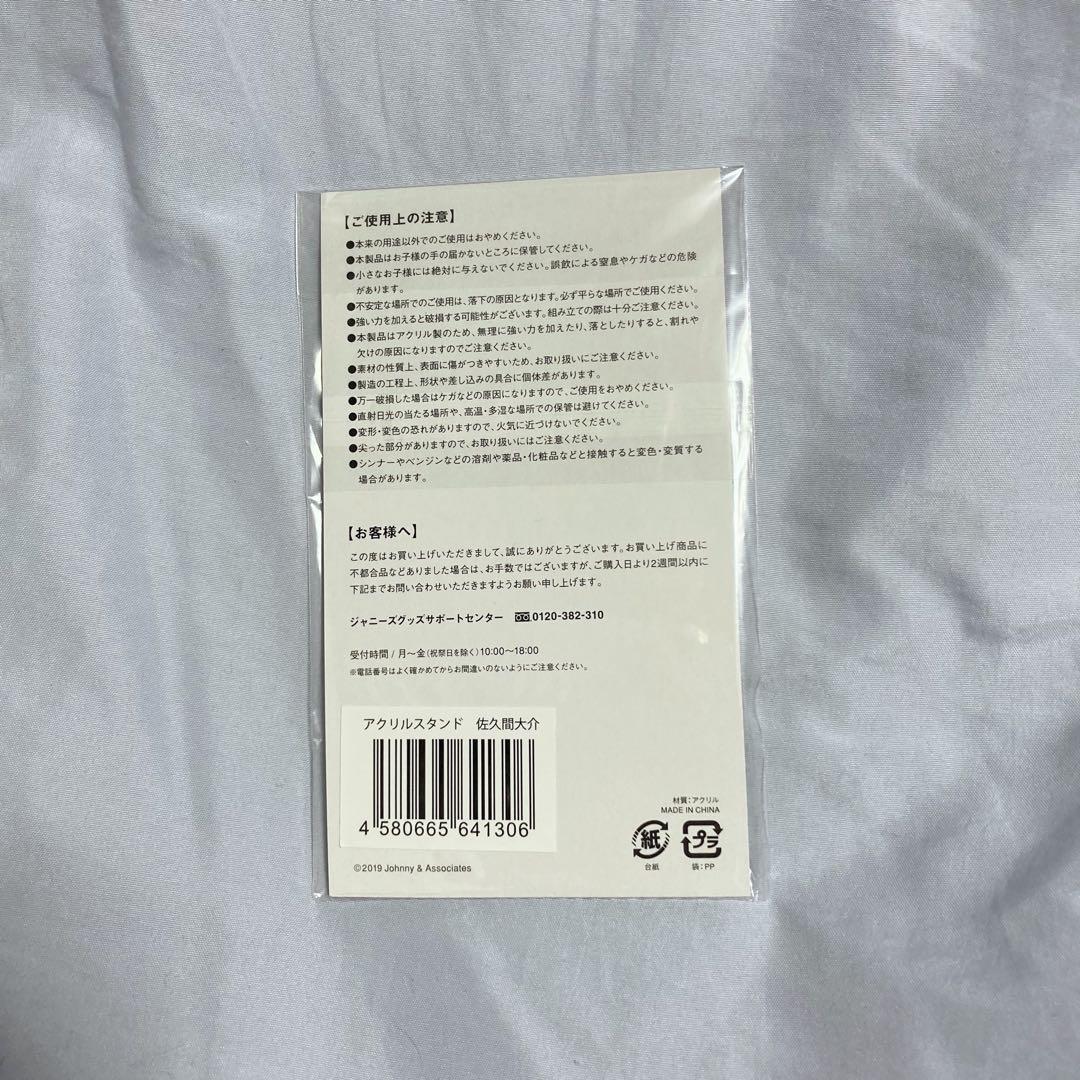 【ご使用上の注意】
●本来の用途以外でのご使用はおやめください。
●本製品はお子様の手の届かないところに保管してください。
●小さなお子様には絶対に与えないでください。誤飲による窒息やケガなどの危険
があります。
●不安定な場所でのご使用は、落下の原因となります。必ず平らな場所でご使用ください。
●強い力を加えると破損する可能性がございます。組み立ての際は十分ご注意ください。
●本製品はアクリル製のため、無理に強い力を加えたり、落としたりすると、割れや
欠けの原因になりますのでご注意ください。
●素材の性質上、表面に傷がつきやすいため、お取り扱いにご注意ください。
●製造の工程上、形状や差し込みの具合に個体差があります。
●万一破損した場合はケガなどの原因になりますので、ご使用をおやめください。
●直射日光の当たる場所や、高温・多湿な場所での保管は避けてください。
●変形・変色の恐れがありますので、火気に近づけないでください。
●尖った部分がありますので、お取り扱いにはご注意ください。
●シンナーやベンジンなどの溶剤や薬品・化粧品などと接触すると変色・変質する
場合があります。
【お客様へ】
この度はお買い上げいただきまして、誠にありがとうございます。お買い上げ商品に
不都合品などありました場合は、お手数ではございますが、ご購入日より2週間以内に
下記までお問い合わせいただきますようお願い申し上げます。
ジャニーズグッズサポートセンター 0120-382-310
受付時間 / 月～金(祝祭日を除く)10:00～18:00
※電話番号はよく確かめてからお間違いのないようにご注意ください。
アクリルスタンド 佐久間大介
4 580665 641306
©2019 Johnny & Associates
材質：アクリル
MADE IN CHINA
紙 プラ
台紙 袋：PP